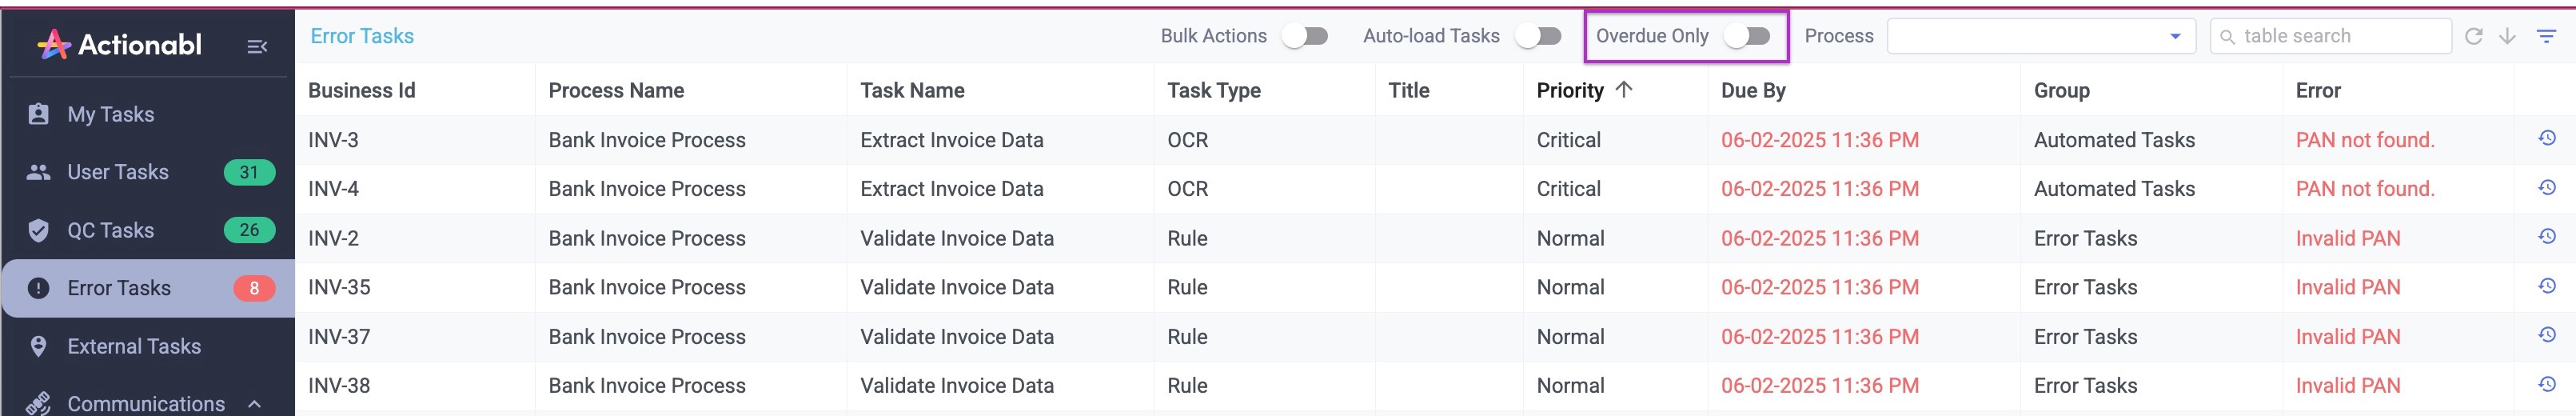 Actionabl
My Tasks
User Tasks 31
QC Tasks 26
Error Tasks 8
External Tasks
Communications
Error Tasks Bulk Actions Auto-load Tasks Overdue Only Process table search
Business Id Process Name Task Name Task Type Title Priority Due By Group Error
INV-3 Bank Invoice Process Extract Invoice Data OCR Critical 06-02-2025 11:36 PM Automated Tasks PAN not found.
INV-4 Bank Invoice Process Extract Invoice Data OCR Critical 06-02-2025 11:36 PM Automated Tasks PAN not found.
INV-2 Bank Invoice Process Validate Invoice Data Rule Normal 06-02-2025 11:36 PM Error Tasks Invalid PAN
INV-35 Bank Invoice Process Validate Invoice Data Rule Normal 06-02-2025 11:36 PM Error Tasks Invalid PAN
INV-37 Bank Invoice Process Validate Invoice Data Rule Normal 06-02-2025 11:36 PM Error Tasks Invalid PAN
INV-38 Bank Invoice Process Validate Invoice Data Rule Normal 06-02-2025 11:36 PM Error Tasks Invalid PAN